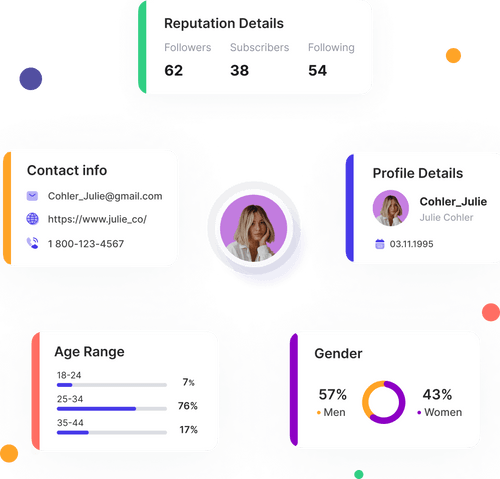 Reputation Details
Followers Subscribers Following
62 38 54
Contact info
Cohler_Julie@gmail.com
https://www.julie_co/
1 800-123-4567
Profile Details
Cohler_Julie
Julie Cohler
03.11.1995
Age Range
18-24
7%
25-34
76%
35-44
17%
Gender
57% 43%
Men Women